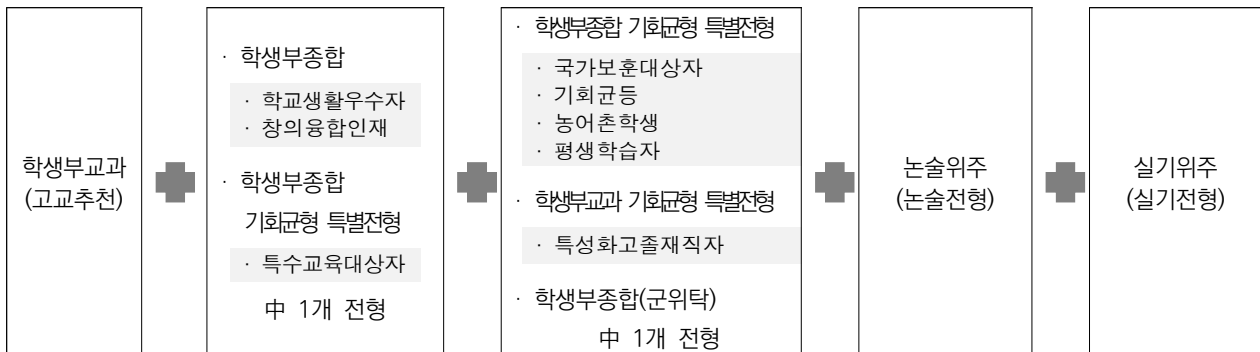 학생부교과
(고교추천)
· 학생부종합
· 학교생활우수자
· 창의융합인재
· 학생부종합
기회균형 특별전형
· 특수교육대상자
中 1개 전형
· 학생부종합 기회균형 특별전형
· 국가보훈대상자
· 기회균등
· 농어촌학생
· 평생학습자
· 학생부교과 기회균형 특별전형
· 특성화고졸재직자
· 학생부종합(군위탁)
中 1개 전형
논술위주
(논술전형)
실기위주
(실기전형)